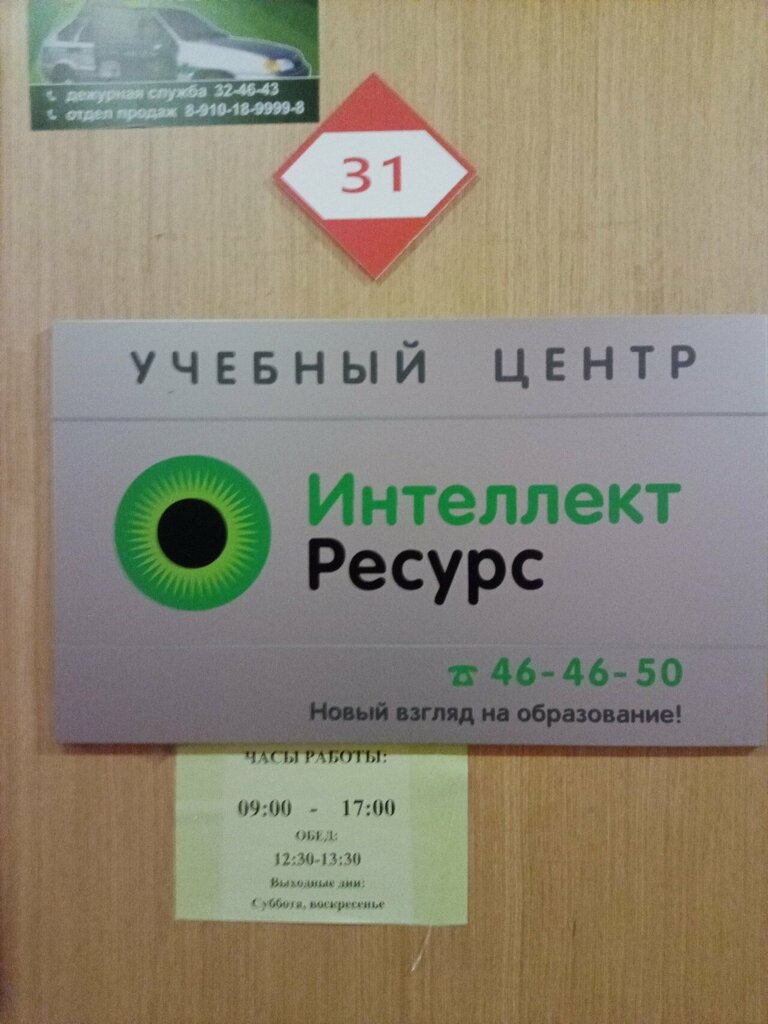 дежурная служба 32-46-43
отдел продаж 8-910-18-9999-8
31
УЧЕБНЫЙ ЦЕНТР
Интеллект
Ресурс
☎ 46-46-50
Новый взгляд на образование!
ЧАСЫ РАБОТЫ:
09:00 - 17:00
ОБЕД:
12:30-13:30
Выходные дни:
Суббота, воскресенье